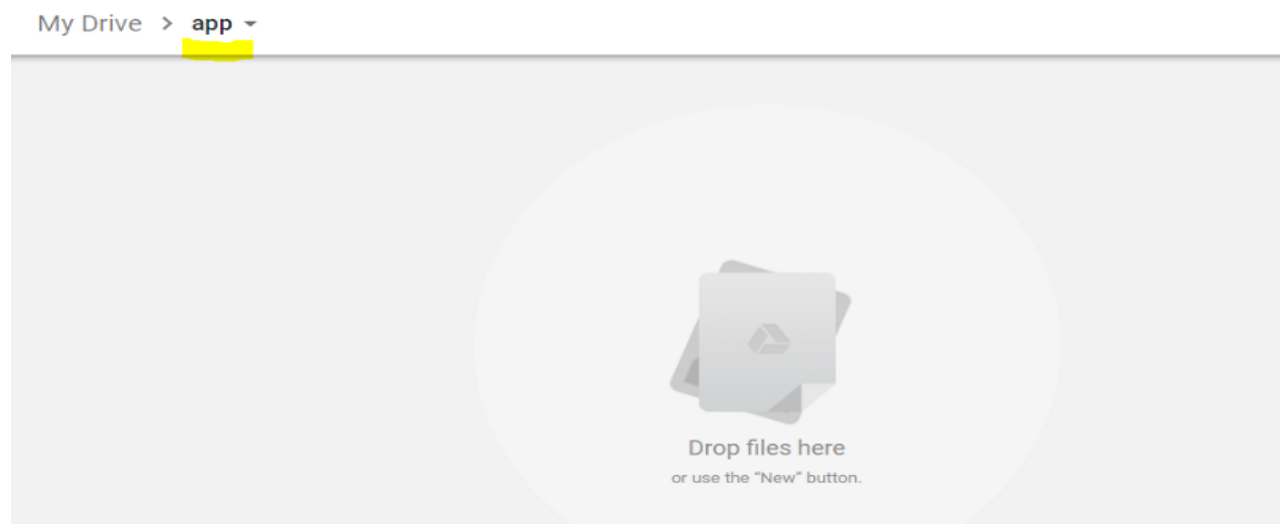 My Drive > app
Drop files here
or use the “New” button.